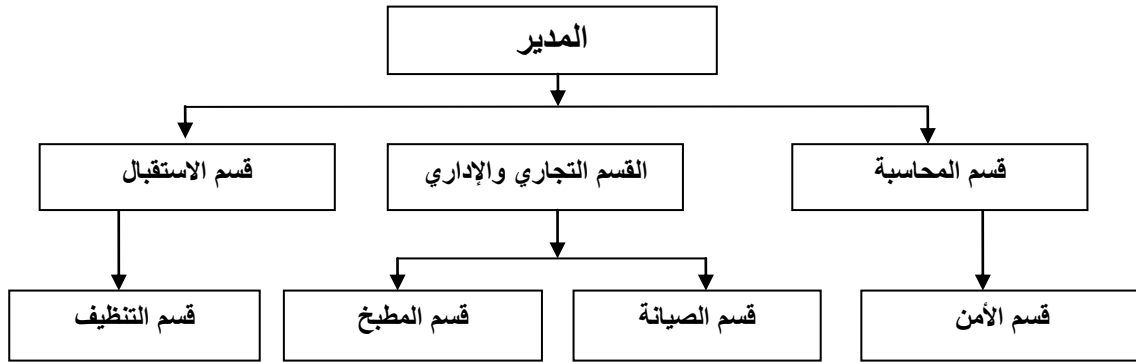 المدير
قسم المحاسبة
القسم التجاري والإداري
قسم الاستقبال
قسم الأمن
قسم الصيانة
قسم المطبخ
قسم التنظيف